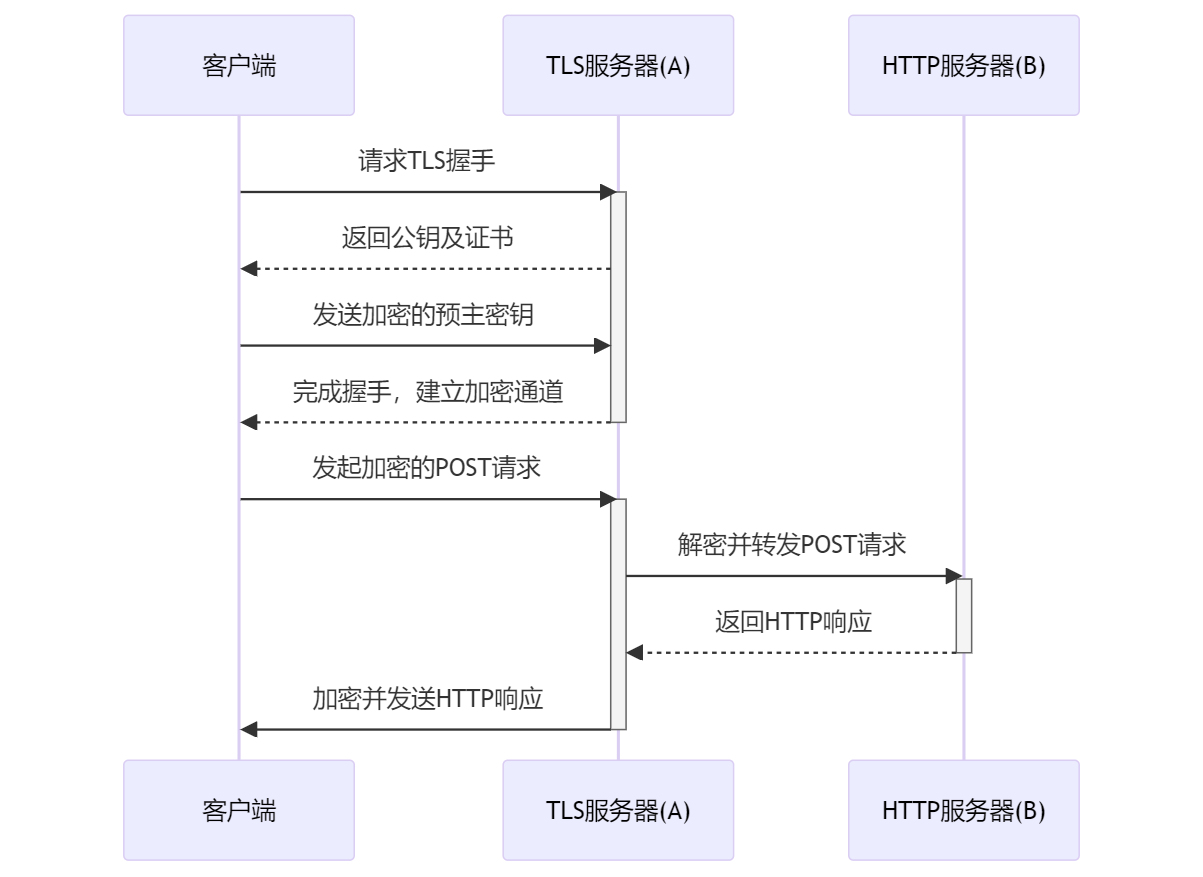 客户端
TLS服务器(A)
HTTP服务器(B)
请求TLS握手
返回公钥及证书
发送加密的预主密钥
完成握手，建立加密通道
发起加密的POST请求
解密并转发POST请求
返回HTTP响应
加密并发送HTTP响应
客户端
TLS服务器(A)
HTTP服务器(B)